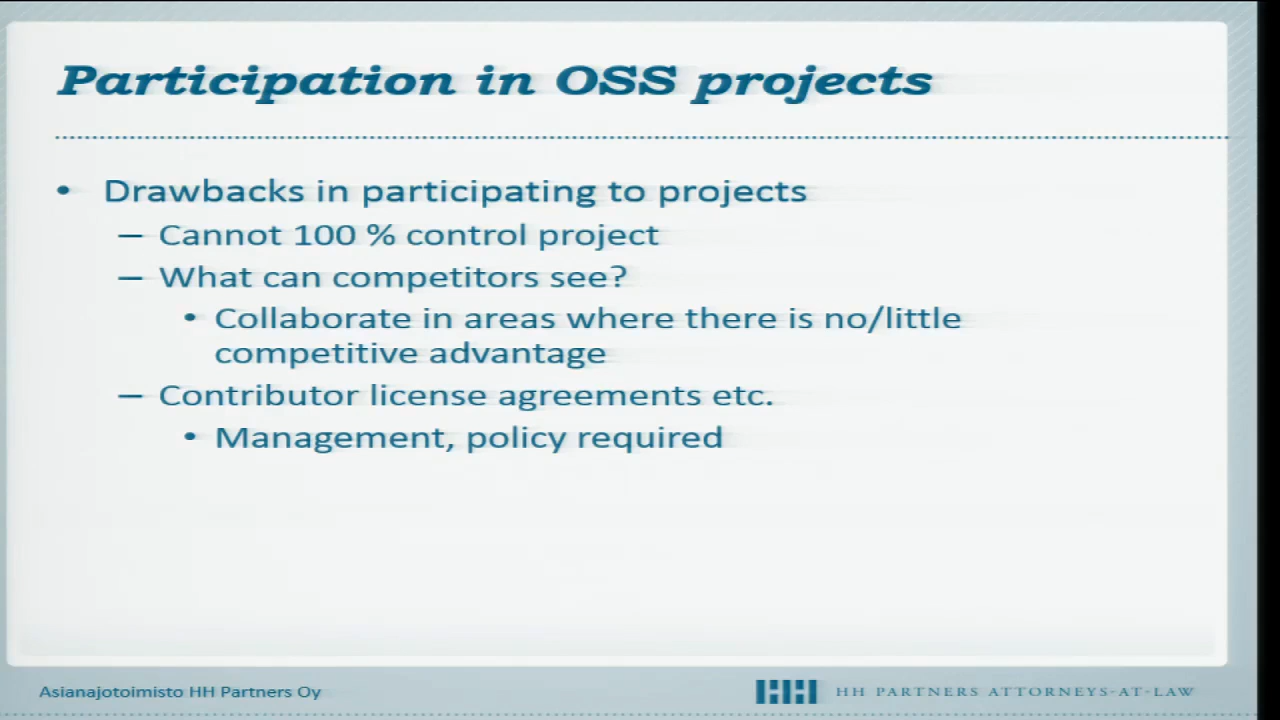 Participation in OSS projects
• Drawbacks in participating to projects
– Cannot 100 % control project
– What can competitors see?
• Collaborate in areas where there is no/little
competitive advantage
– Contributor license agreements etc.
• Management, policy required
Asianajotoimisto HH Partners Oy
HH HH PARTNERS ATTORNEYS-AT-LAW